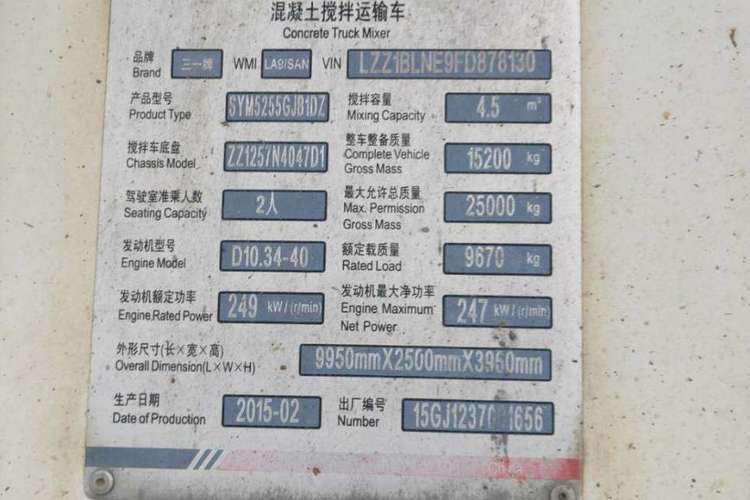 混凝土搅拌运输车
Concrete Truck Mixer
品牌 Brand 三一牌 WMI LA9/SAN VIN LZZ1BLNE9FD878130
产品型号 Product Type SYM5255GJB1DZ 搅拌容量 Mixing Capacity 4.5 m³
搅拌车底盘 Chassis Model ZZ1257N4047D1 整车整备质量 Complete Vehicle Gross Mass 15200 kg
驾驶室准乘人数 Seating Capacity 2人 最大允许总质量 Max. Permission Gross Mass 25000 kg
发动机型号 Engine Model D10.34-40 额定载质量 Rated Load 9670 kg
发动机额定功率 Engine Rated Power 249 kW/(r/min) 发动机最大净功率 Engine Maximum Net Power 247 kW/(r/min)
外形尺寸(长×宽×高) Overall Dimension(L×W×H) 9950mmX2500mmX3960mm
生产日期 Date of Production 2015-02 出厂编号 Number
China